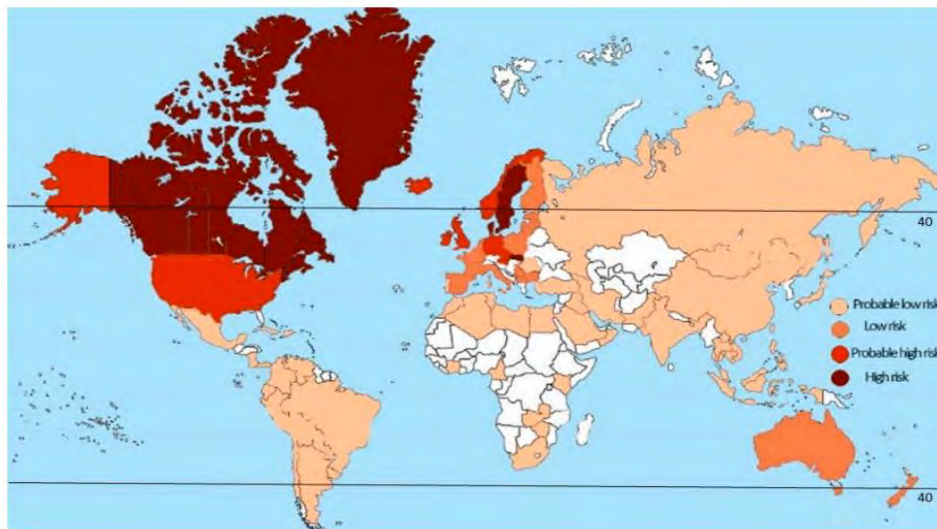 40
Probable low risk
Low risk
Probable high risk
High risk
40